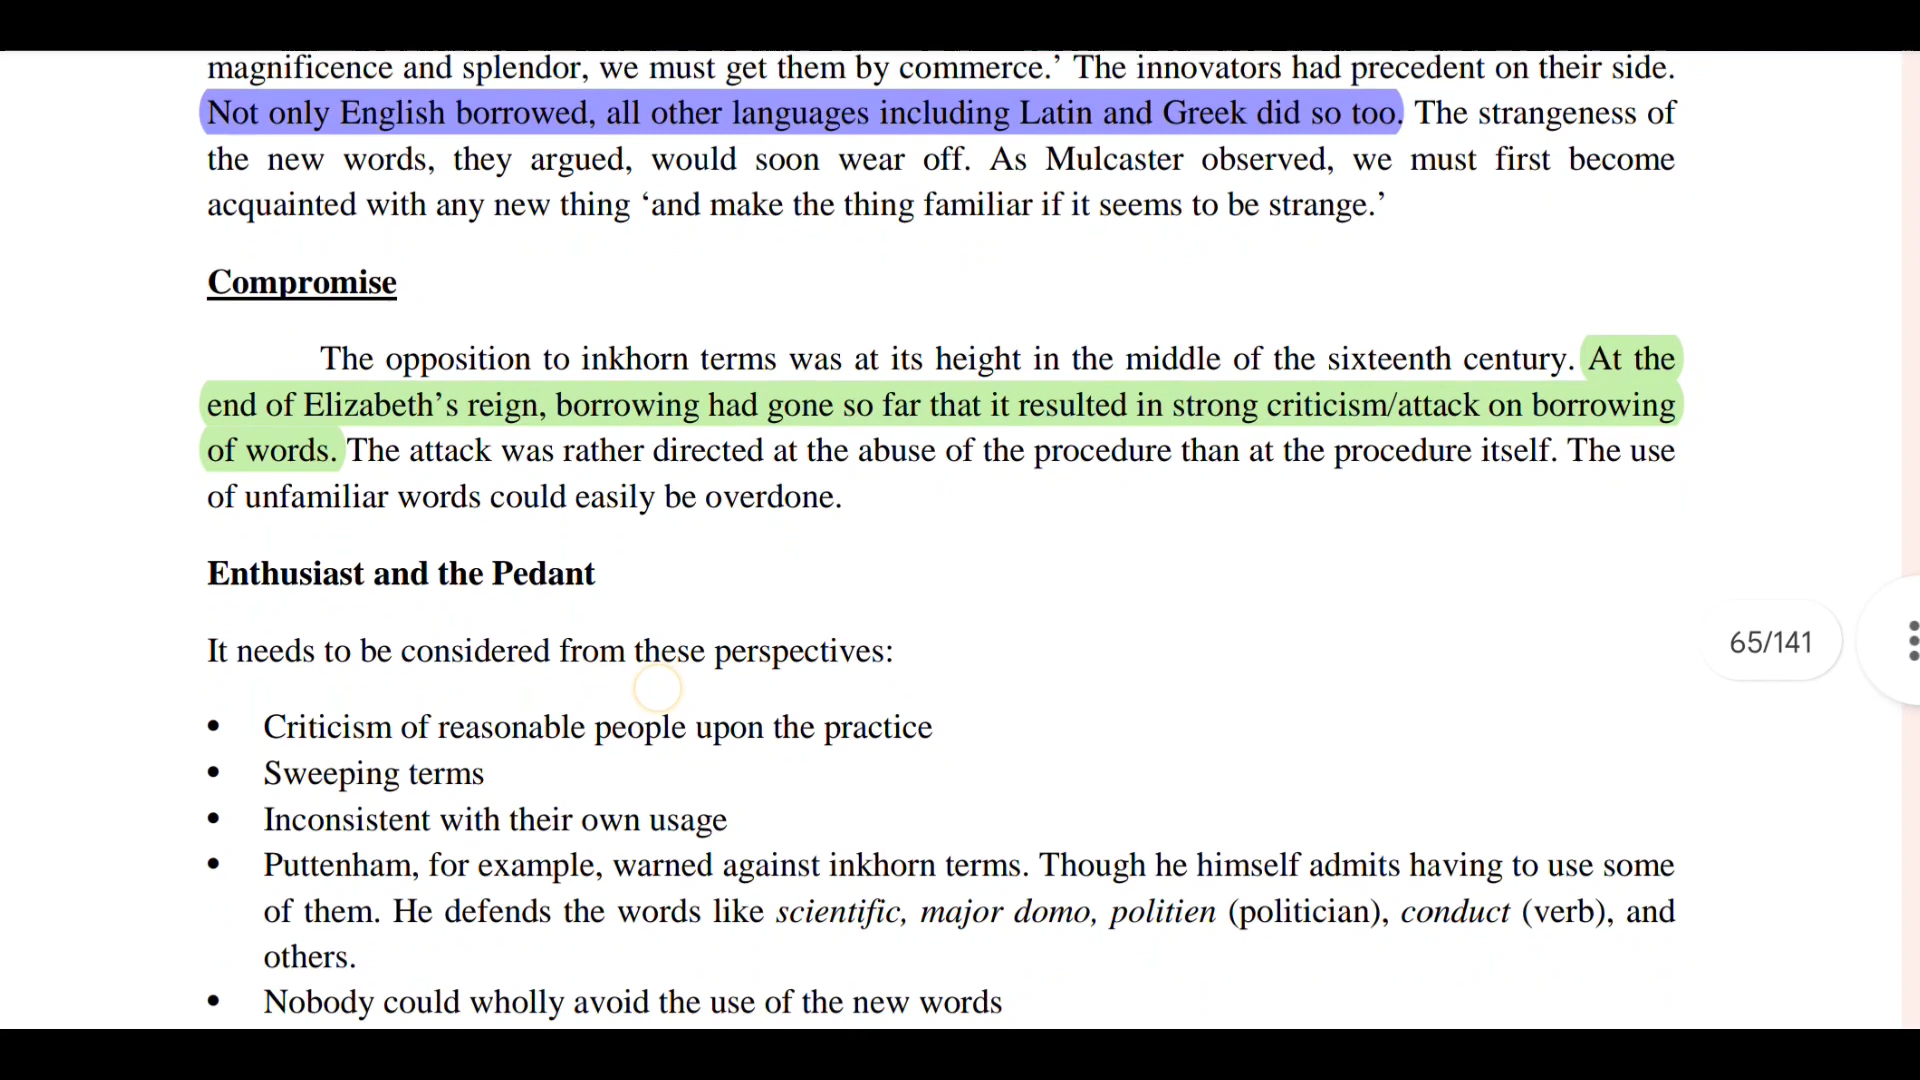 magnificence and splendor, we must get them by commerce.’ The innovators had precedent on their side.
Not only English borrowed, all other languages including Latin and Greek did so too. The strangeness of
the new words, they argued, would soon wear off. As Mulcaster observed, we must first become
acquainted with any new thing ‘and make the thing familiar if it seems to be strange.’
Compromise
The opposition to inkhorn terms was at its height in the middle of the sixteenth century. At the
end of Elizabeth’s reign, borrowing had gone so far that it resulted in strong criticism/attack on borrowing
of words. The attack was rather directed at the abuse of the procedure than at the procedure itself. The use
of unfamiliar words could easily be overdone.
Enthusiast and the Pedant
It needs to be considered from these perspectives:
65/141
• Criticism of reasonable people upon the practice
• Sweeping terms
• Inconsistent with their own usage
• Puttenham, for example, warned against inkhorn terms. Though he himself admits having to use some
of them. He defends the words like scientific, major domo, politien (politician), conduct (verb), and
others.
• Nobody could wholly avoid the use of the new words